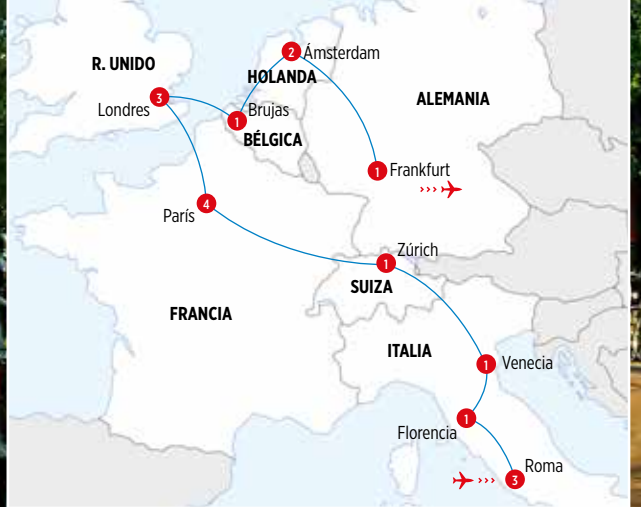 2 Ámsterdam
R. UNIDO
HOLANDA
3
Londres
ALEMANIA
1 Brujas
BÉLGICA
1 Frankfurt
›››
4
París
Zúrich
1
SUIZA
FRANCIA
ITALIA
1 Venecia
1
Florencia
Roma
››› 3